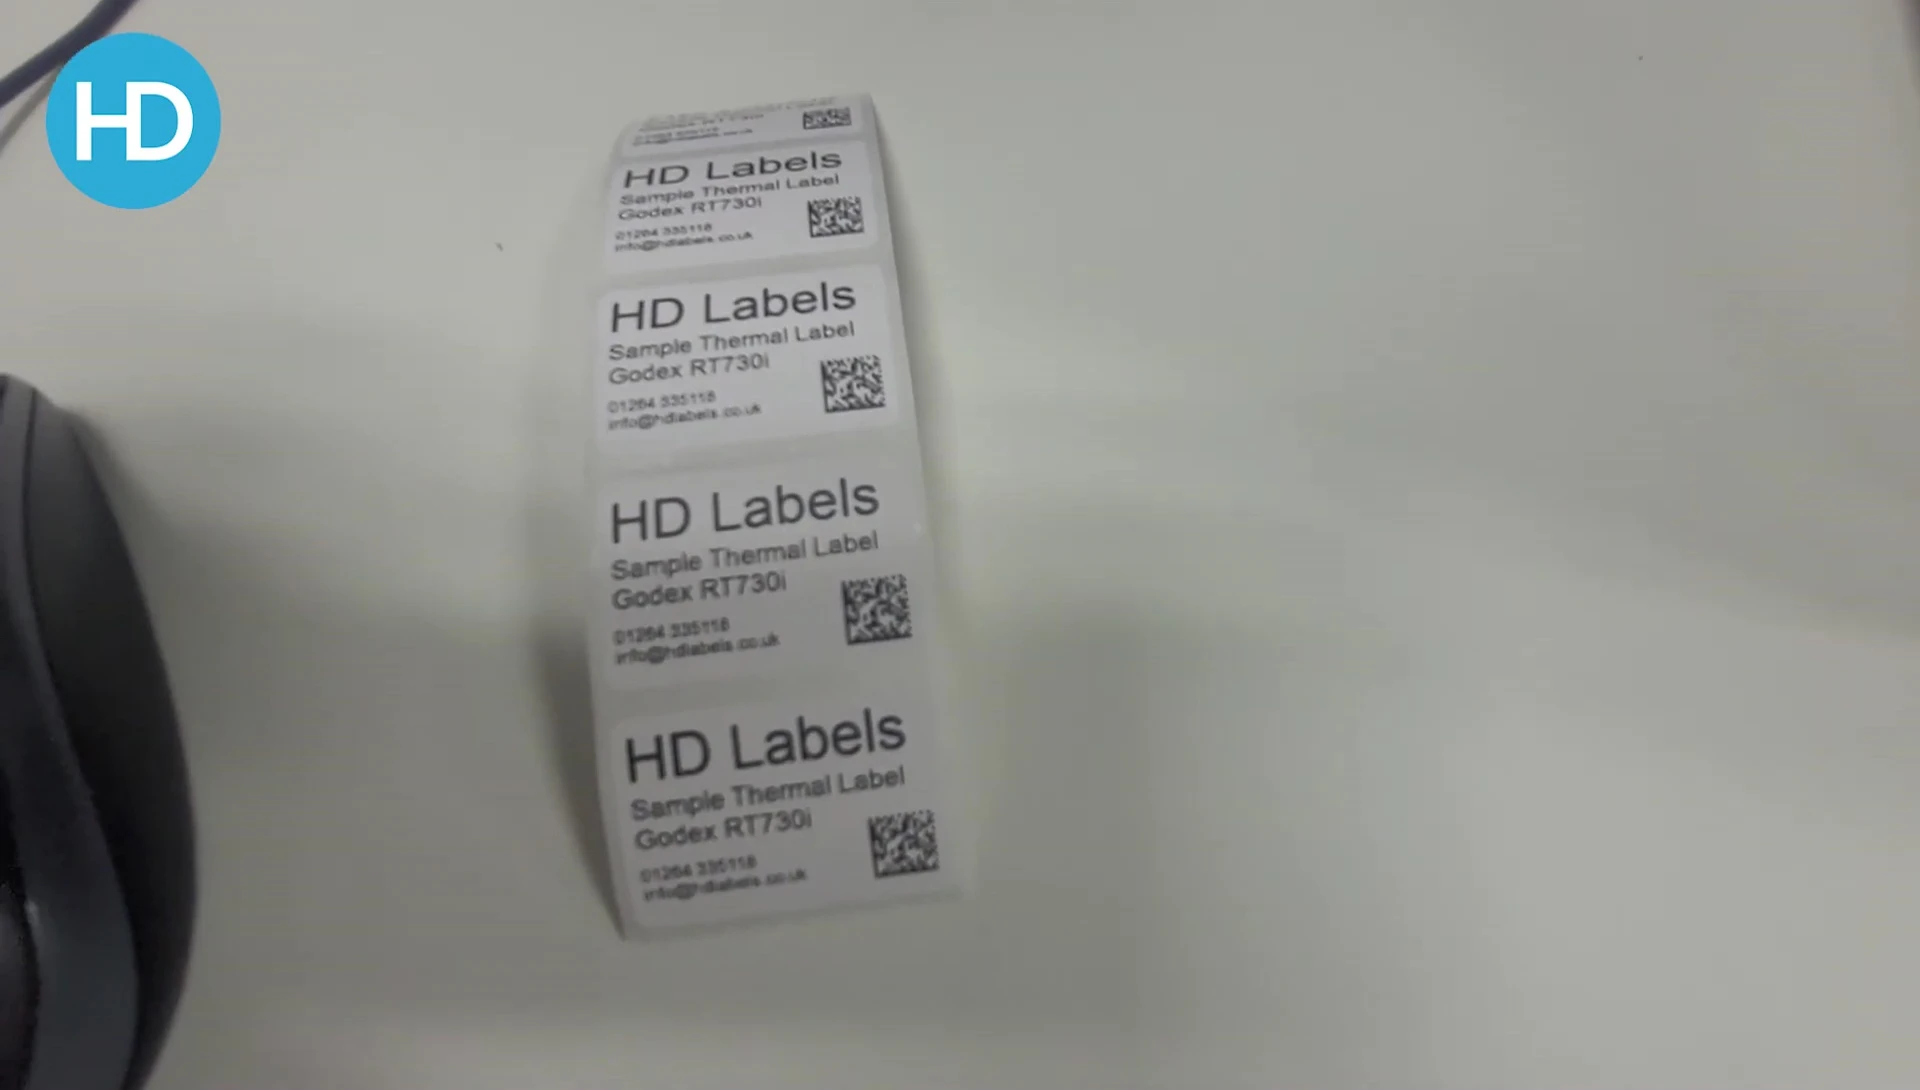 HD
HD Labels
Sample Thermal Label
Godex RT730i
01264 335118
info@hdlabels.co.uk
HD Labels
Sample Thermal Label
Godex RT730i
01264 335118
info@hdlabels.co.uk
HD Labels
Sample Thermal Label
Godex RT730i
01264 335118
info@hdlabels.co.uk
HD Labels
Sample Thermal Label
Godex RT730i
01264 335118
info@hdlabels.co.uk